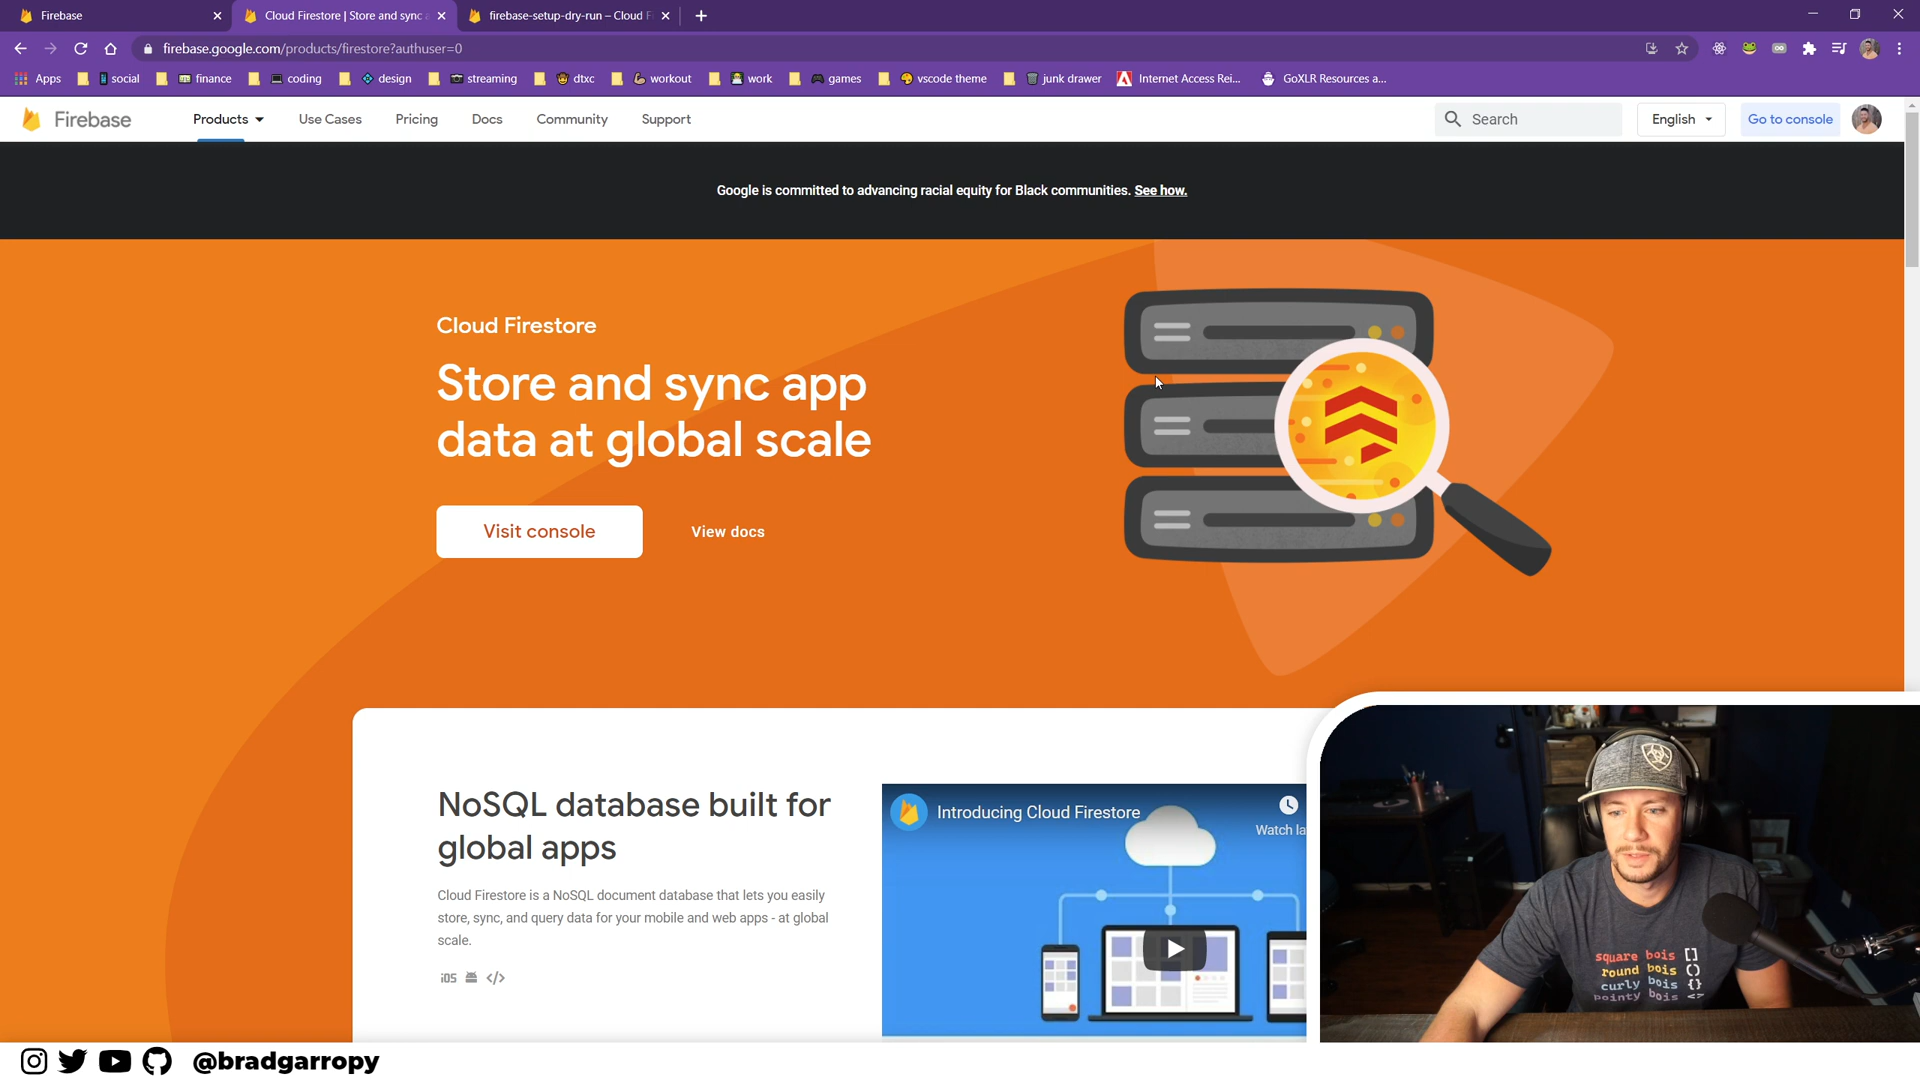 Firebase
Cloud Firestore | Store and sync a
firebase-setup-dry-run – Cloud F
firebase.google.com/products/firestore?authuser=0
Apps social finance coding design streaming dtxc workout work games vscode theme junk drawer Internet Access Rei... GoXLR Resources a...
Firebase Products Use Cases Pricing Docs Community Support Search English Go to console
Google is committed to advancing racial equity for Black communities. See how.
Cloud Firestore
Store and sync app
data at global scale
Visit console View docs
NoSQL database built for
global apps
Cloud Firestore is a NoSQL document database that lets you easily
store, sync, and query data for your mobile and web apps - at global
scale.
iOS </>
Introducing Cloud Firestore
Watch la
square bois []
round bois ()
curly bois {}
pointy bois <>
@bradgarropy